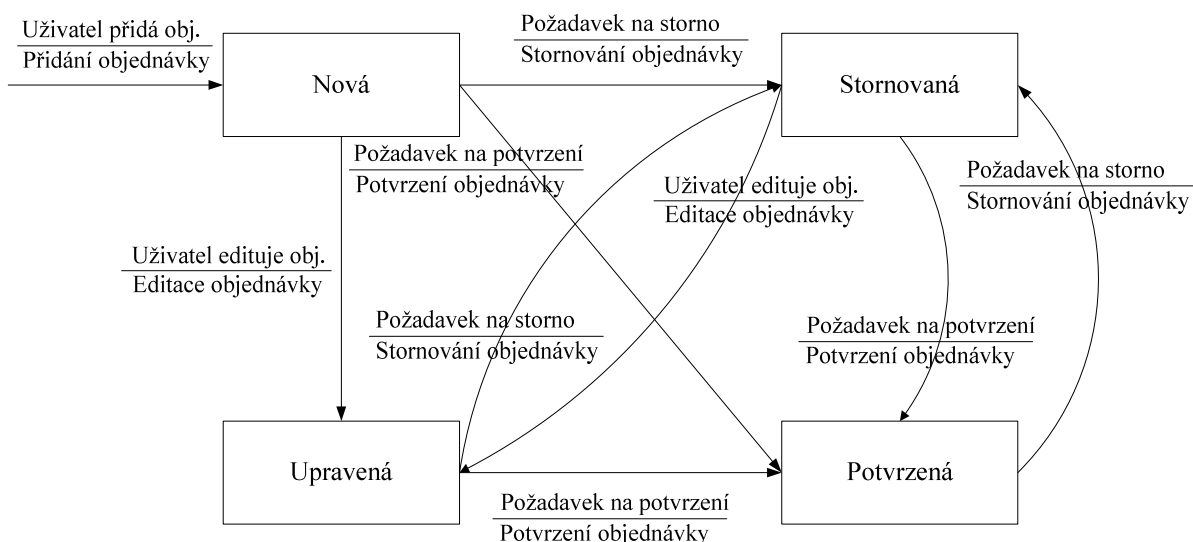 Uživatel přidá obj.
Přidání objednávky
Požadavek na storno
Stornování objednávky
Nová
Stornovaná
Požadavek na potvrzení
Potvrzení objednávky
Uživatel edituje obj.
Editace objednávky
Požadavek na storno
Stornování objednávky
Uživatel edituje obj.
Editace objednávky
Požadavek na storno
Stornování objednávky
Požadavek na potvrzení
Potvrzení objednávky
Upravená
Potvrzená
Požadavek na potvrzení
Potvrzení objednávky